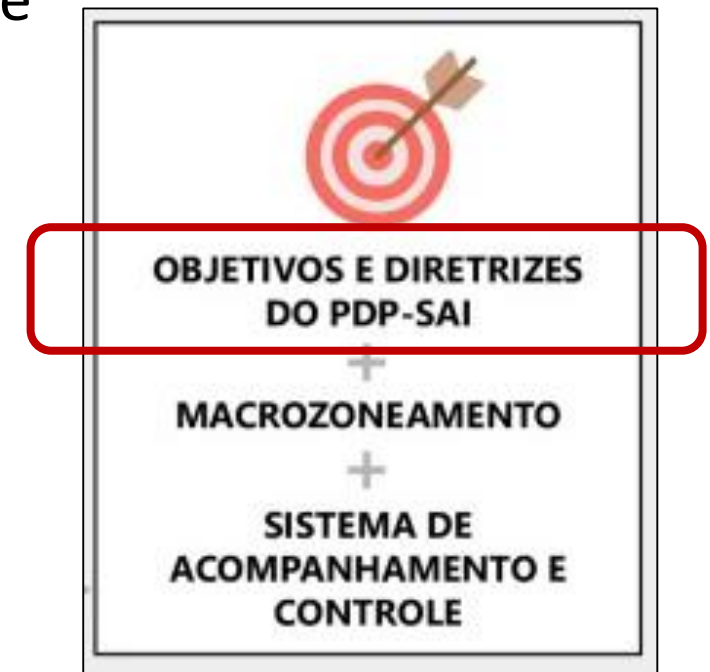 e
OBJETIVOS E DIRETRIZES
DO PDP-SAI
+
MACROZONEAMENTO
+
SISTEMA DE
ACOMPANHAMENTO E
CONTROLE